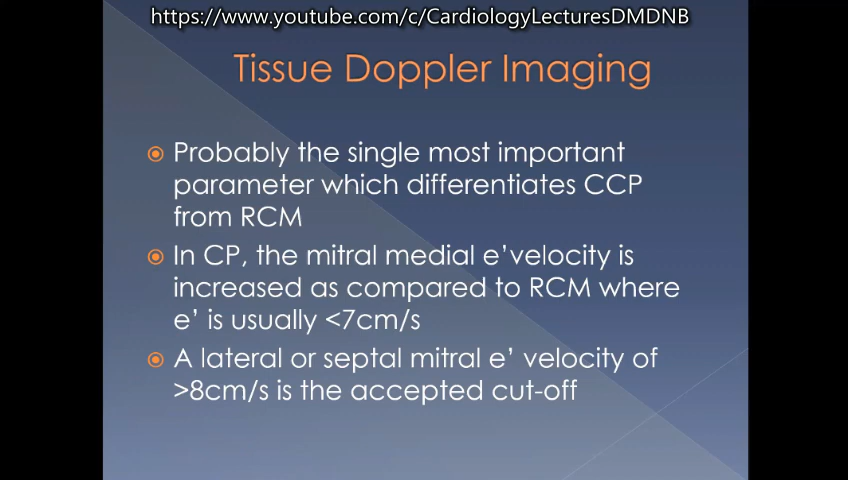 https://www.youtube.com/c/CardiologyLecturesDMDNB
Tissue Doppler Imaging
Probably the single most important
parameter which differentiates CCP
from RCM
In CP, the mitral medial e'velocity is
increased as compared to RCM where
e' is usually <7cm/s
A lateral or septal mitral e' velocity of
>8cm/s is the accepted cut-off